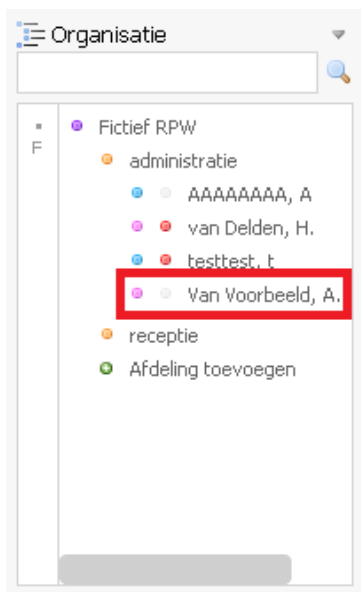 Organisatie
F
Fictief RPW
administratie
AAAAAAAA, A
van Delden, H.
testtest, t
Van Voorbeeld, A.
receptie
Afdeling toevoegen